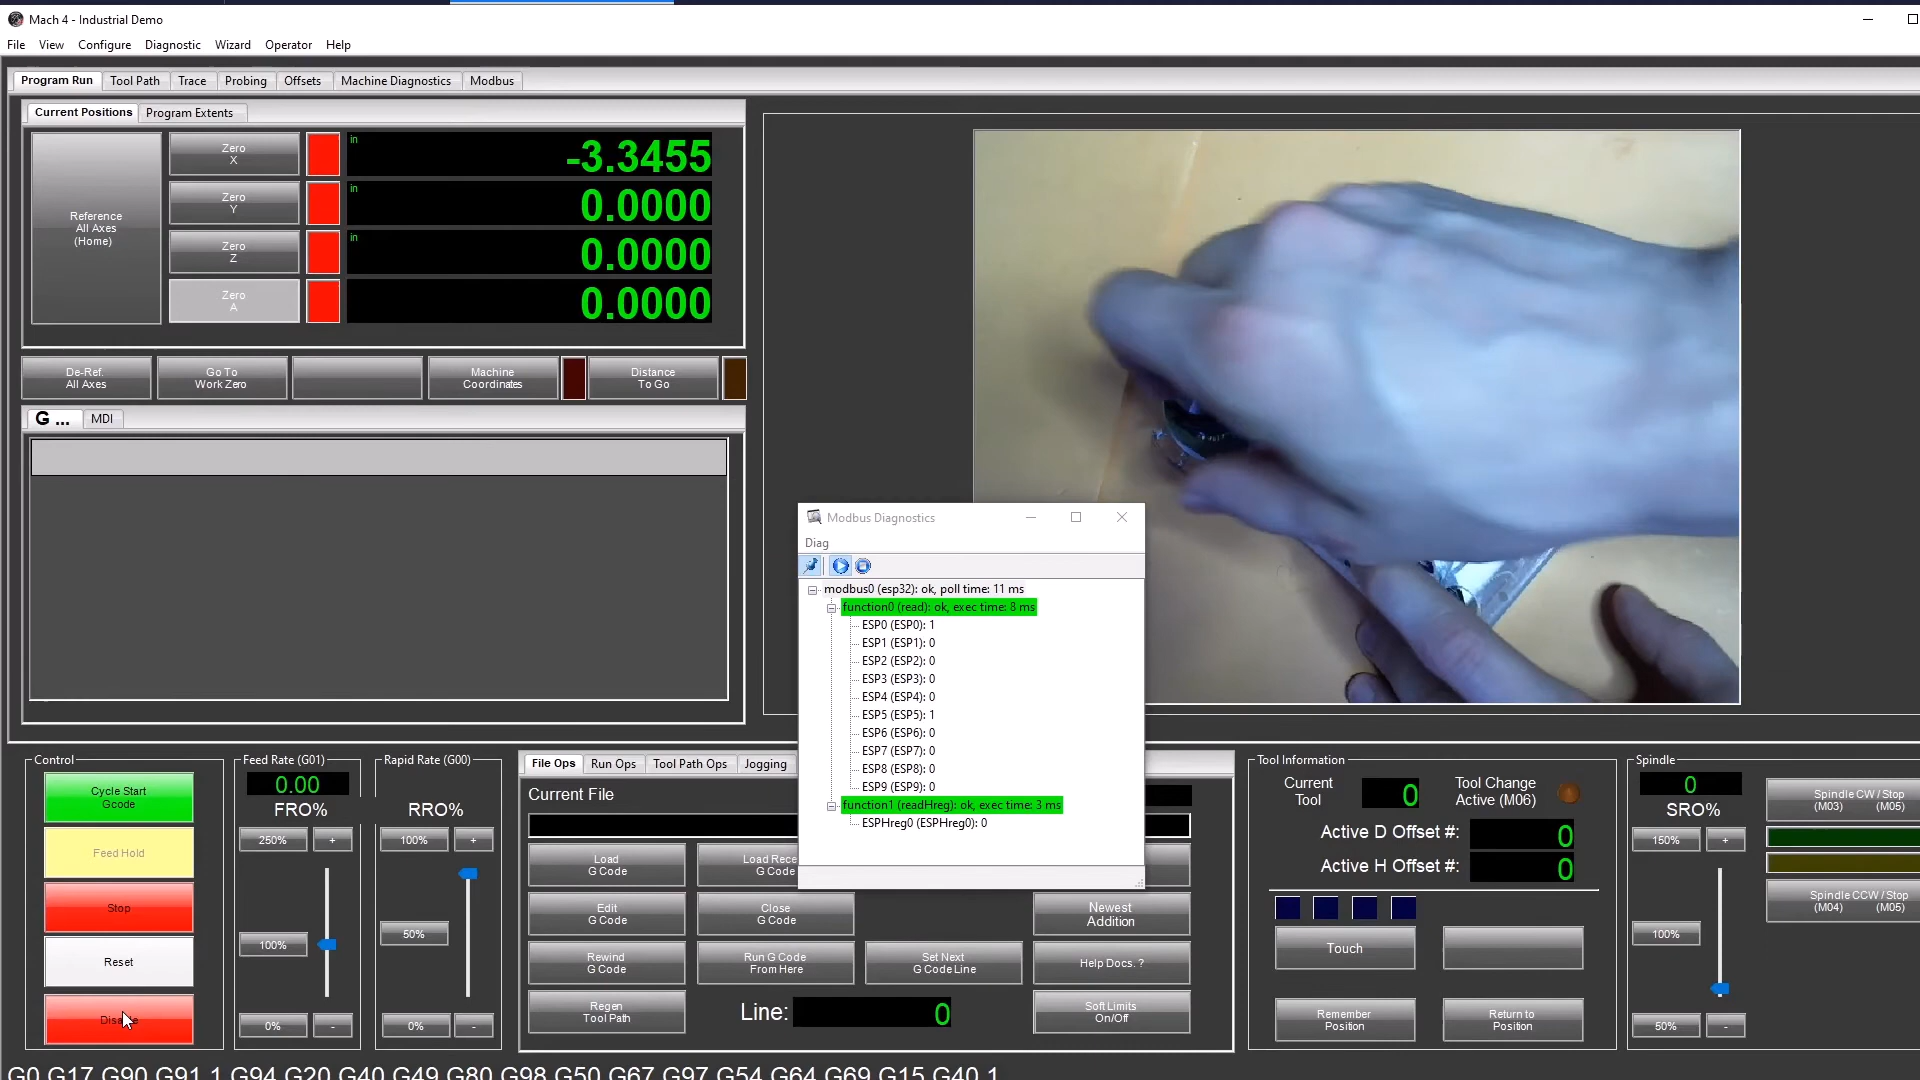 Mach 4 - Industrial Demo
File View Configure Diagnostic Wizard Operator Help
Program Run Tool Path Trace Probing Offsets Machine Diagnostics Modbus
Current Positions Program Extents
Reference
All Axes
(Home)
Zero
X
in
-3.3455
Zero
Y
in
0.0000
Zero
Z
in
0.0000
Zero
A
0.0000
De-Ref.
All Axes
Go To
Work Zero
Machine
Coordinates
Distance
To Go
G ... MDI
Modbus Diagnostics
Diag
modbus0 (esp32): ok, poll time: 11 ms
function0 (read): ok, exec time: 8 ms
ESP0 (ESP0): 1
ESP1 (ESP1): 0
ESP2 (ESP2): 0
ESP3 (ESP3): 0
ESP4 (ESP4): 0
ESP5 (ESP5): 1
ESP6 (ESP6): 0
ESP7 (ESP7): 0
ESP8 (ESP8): 0
ESP9 (ESP9): 0
function1 (readHreg): ok, exec time: 3 ms
ESPHreg0 (ESPHreg0): 0
Control
Cycle Start
Gcode
Feed Hold
Stop
Reset
Feed Rate (G01)
0.00
FRO%
250% +
100%
0% -
Rapid Rate (G00)
RRO%
100% +
50%
0% -
File Ops Run Ops Tool Path Ops Jogging
Current File
Load
G Code
Load Rece
G Code
Edit
G Code
Close
G Code
Newest
Addition
Rewind
G Code
Run G Code
From Here
Set Next
G Code Line
Help Docs. ?
Regen
Tool Path
Line: 0
Soft Limits
On/Off
Tool Information
Current
Tool
0
Tool Change
Active (M06)
Active D Offset #: 0
Active H Offset #: 0
Touch
Remember
Position
Return to
Position
Spindle
0
SRO%
150% +
100%
50% -
Spindle CW / Stop
(M03) (M05)
Spindle CCW / Stop
(M04) (M05)
G0 G17 G90 G91.1 G94 G20 G40 G49 G80 G98 G50 G67 G97 G54 G64 G69 G15 G40.1